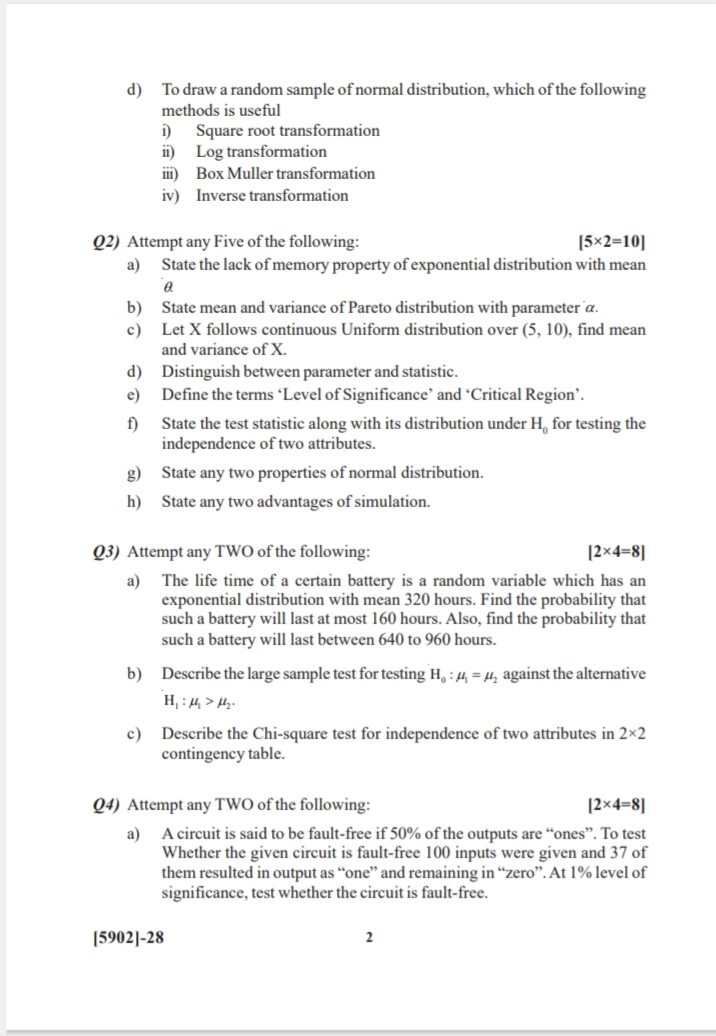 d) To draw a random sample of normal distribution, which of the following
methods is useful
i) Square root transformation
ii) Log transformation
iii) Box Muller transformation
iv) Inverse transformation
Q2) Attempt any Five of the following: [5×2=10]
a) State the lack of memory property of exponential distribution with mean
θ.
b) State mean and variance of Pareto distribution with parameter α.
c) Let X follows continuous Uniform distribution over (5, 10), find mean
and variance of X.
d) Distinguish between parameter and statistic.
e) Define the terms ‘Level of Significance’ and ‘Critical Region’.
f) State the test statistic along with its distribution under H₀ for testing the
independence of two attributes.
g) State any two properties of normal distribution.
h) State any two advantages of simulation.
Q3) Attempt any TWO of the following: [2×4=8]
a) The life time of a certain battery is a random variable which has an
exponential distribution with mean 320 hours. Find the probability that
such a battery will last at most 160 hours. Also, find the probability that
such a battery will last between 640 to 960 hours.
b) Describe the large sample test for testing H₀ : μ₁ = μ₂ against the alternative
H₁ : μ₁ > μ₂.
c) Describe the Chi-square test for independence of two attributes in 2×2
contingency table.
Q4) Attempt any TWO of the following: [2×4=8]
a) A circuit is said to be fault-free if 50% of the outputs are “ones”. To test
Whether the given circuit is fault-free 100 inputs were given and 37 of
them resulted in output as “one” and remaining in “zero”. At 1% level of
significance, test whether the circuit is fault-free.
[5902]-28 2